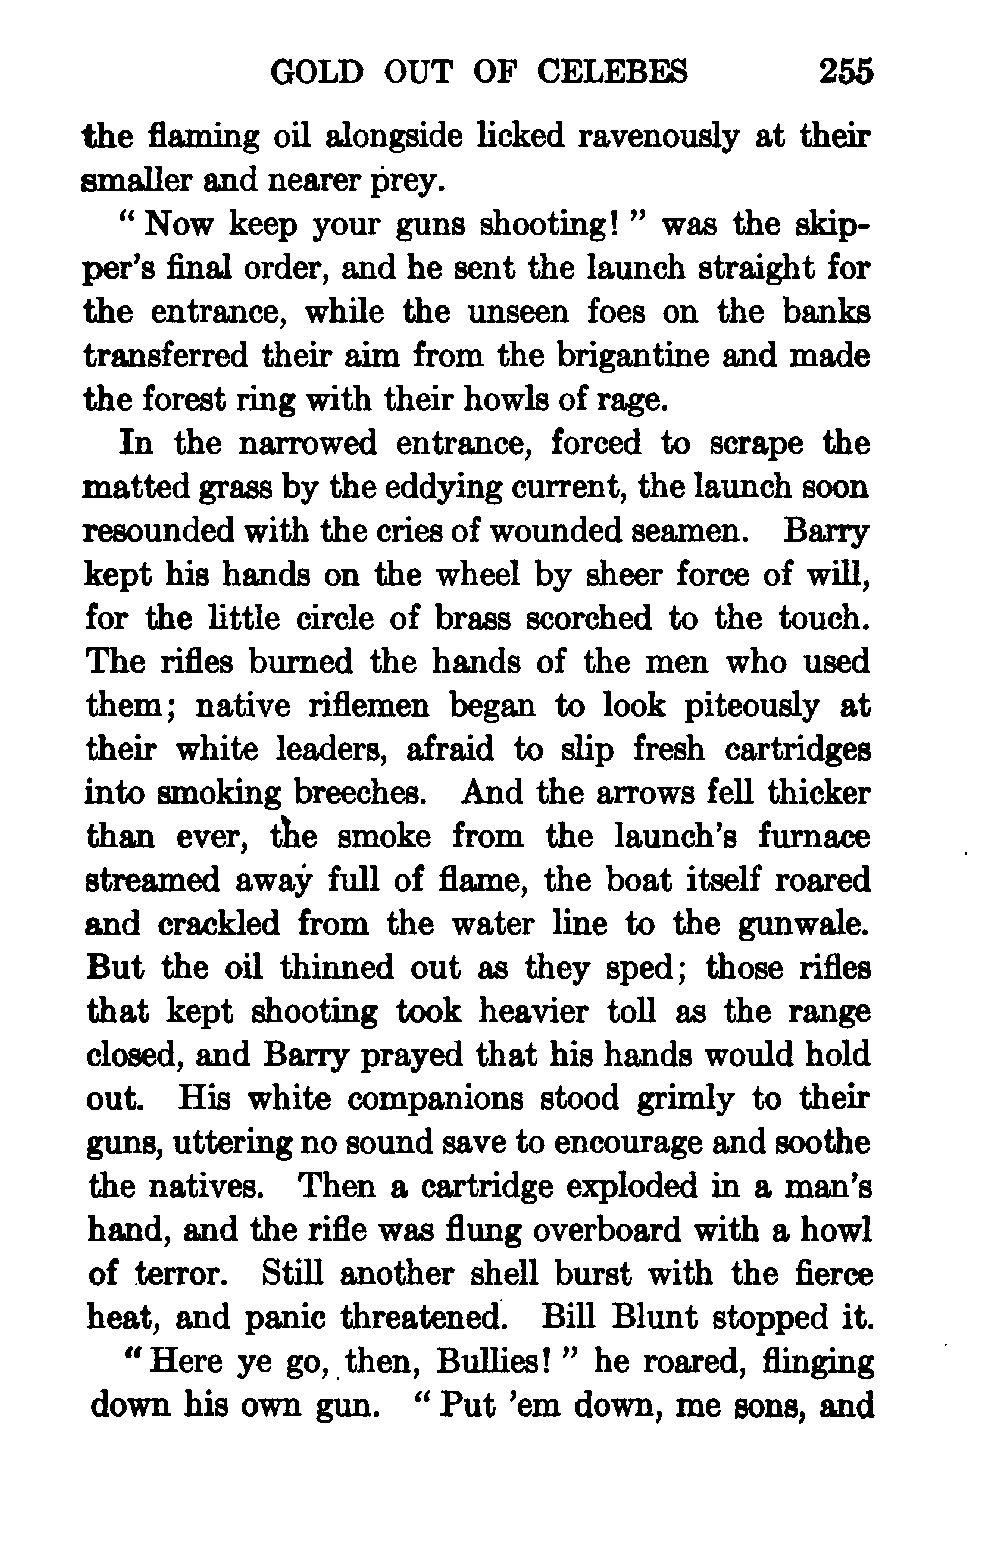 GOLD OUT OF CELEBES 255
the flaming oil alongside licked ravenously at their
smaller and nearer prey.
“ Now keep your guns shooting! ” was the skip-
per’s final order, and he sent the launch straight for
the entrance, while the unseen foes on the banks
transferred their aim from the brigantine and made
the forest ring with their howls of rage.
In the narrowed entrance, forced to scrape the
matted grass by the eddying current, the launch soon
resounded with the cries of wounded seamen. Barry
kept his hands on the wheel by sheer force of will,
for the little circle of brass scorched to the touch.
The rifles burned the hands of the men who used
them; native riflemen began to look piteously at
their white leaders, afraid to slip fresh cartridges
into smoking breeches. And the arrows fell thicker
than ever, the smoke from the launch’s furnace
streamed away full of flame, the boat itself roared
and crackled from the water line to the gunwale.
But the oil thinned out as they sped; those rifles
that kept shooting took heavier toll as the range
closed, and Barry prayed that his hands would hold
out. His white companions stood grimly to their
guns, uttering no sound save to encourage and soothe
the natives. Then a cartridge exploded in a man’s
hand, and the rifle was flung overboard with a howl
of terror. Still another shell burst with the fierce
heat, and panic threatened. Bill Blunt stopped it.
“ Here ye go, then, Bullies! ” he roared, flinging
down his own gun. “ Put ’em down, me sons, and